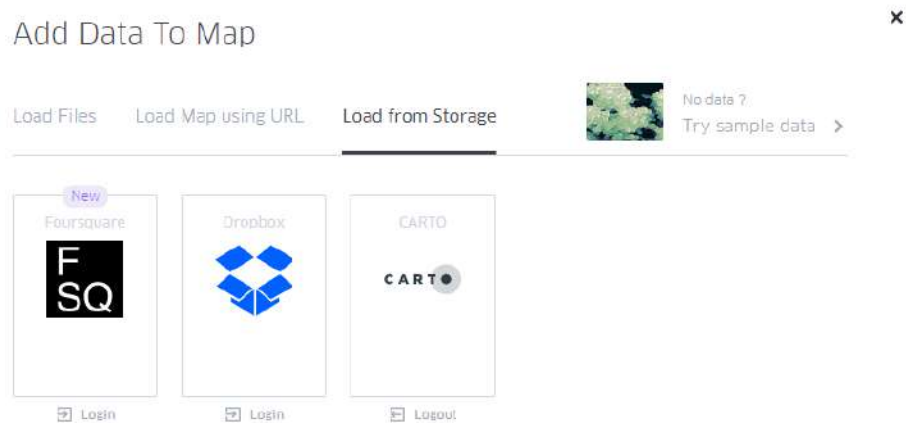 Add Data To Map
Load Files
Load Map using URL
Load from Storage
No data ?
Try sample data
New
Foursquare
Dropbox
CARTO
F
SQ
CARTO
Login
Login
Logout